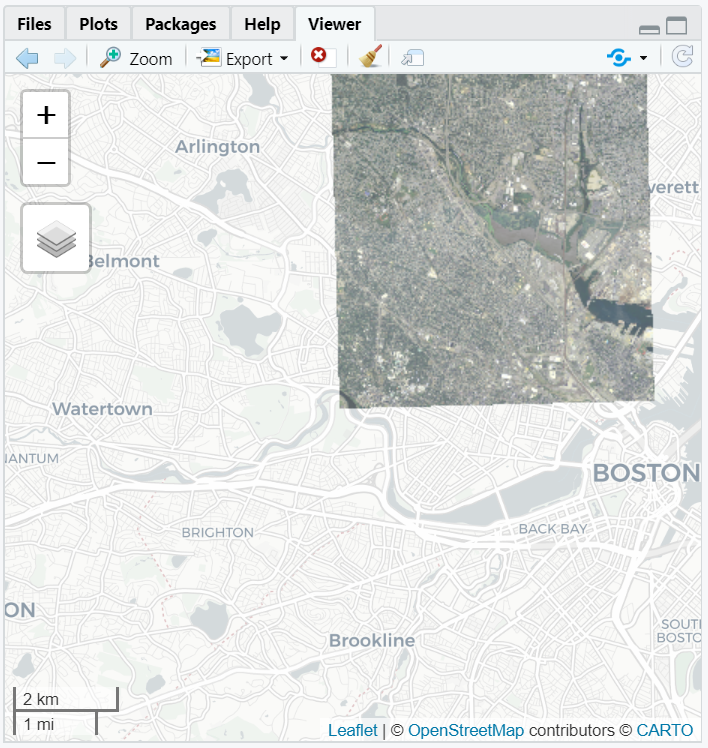 Files Plots Packages Help Viewer
Zoom Export
+
−
Arlington
verett
Belmont
Watertown
NANTUM
BOSTON
BRIGHTON
BACK BAY
ON
SOUTH
BOSTO
Brookline
2 km
1 mi
Leaflet | © OpenStreetMap contributors © CARTO